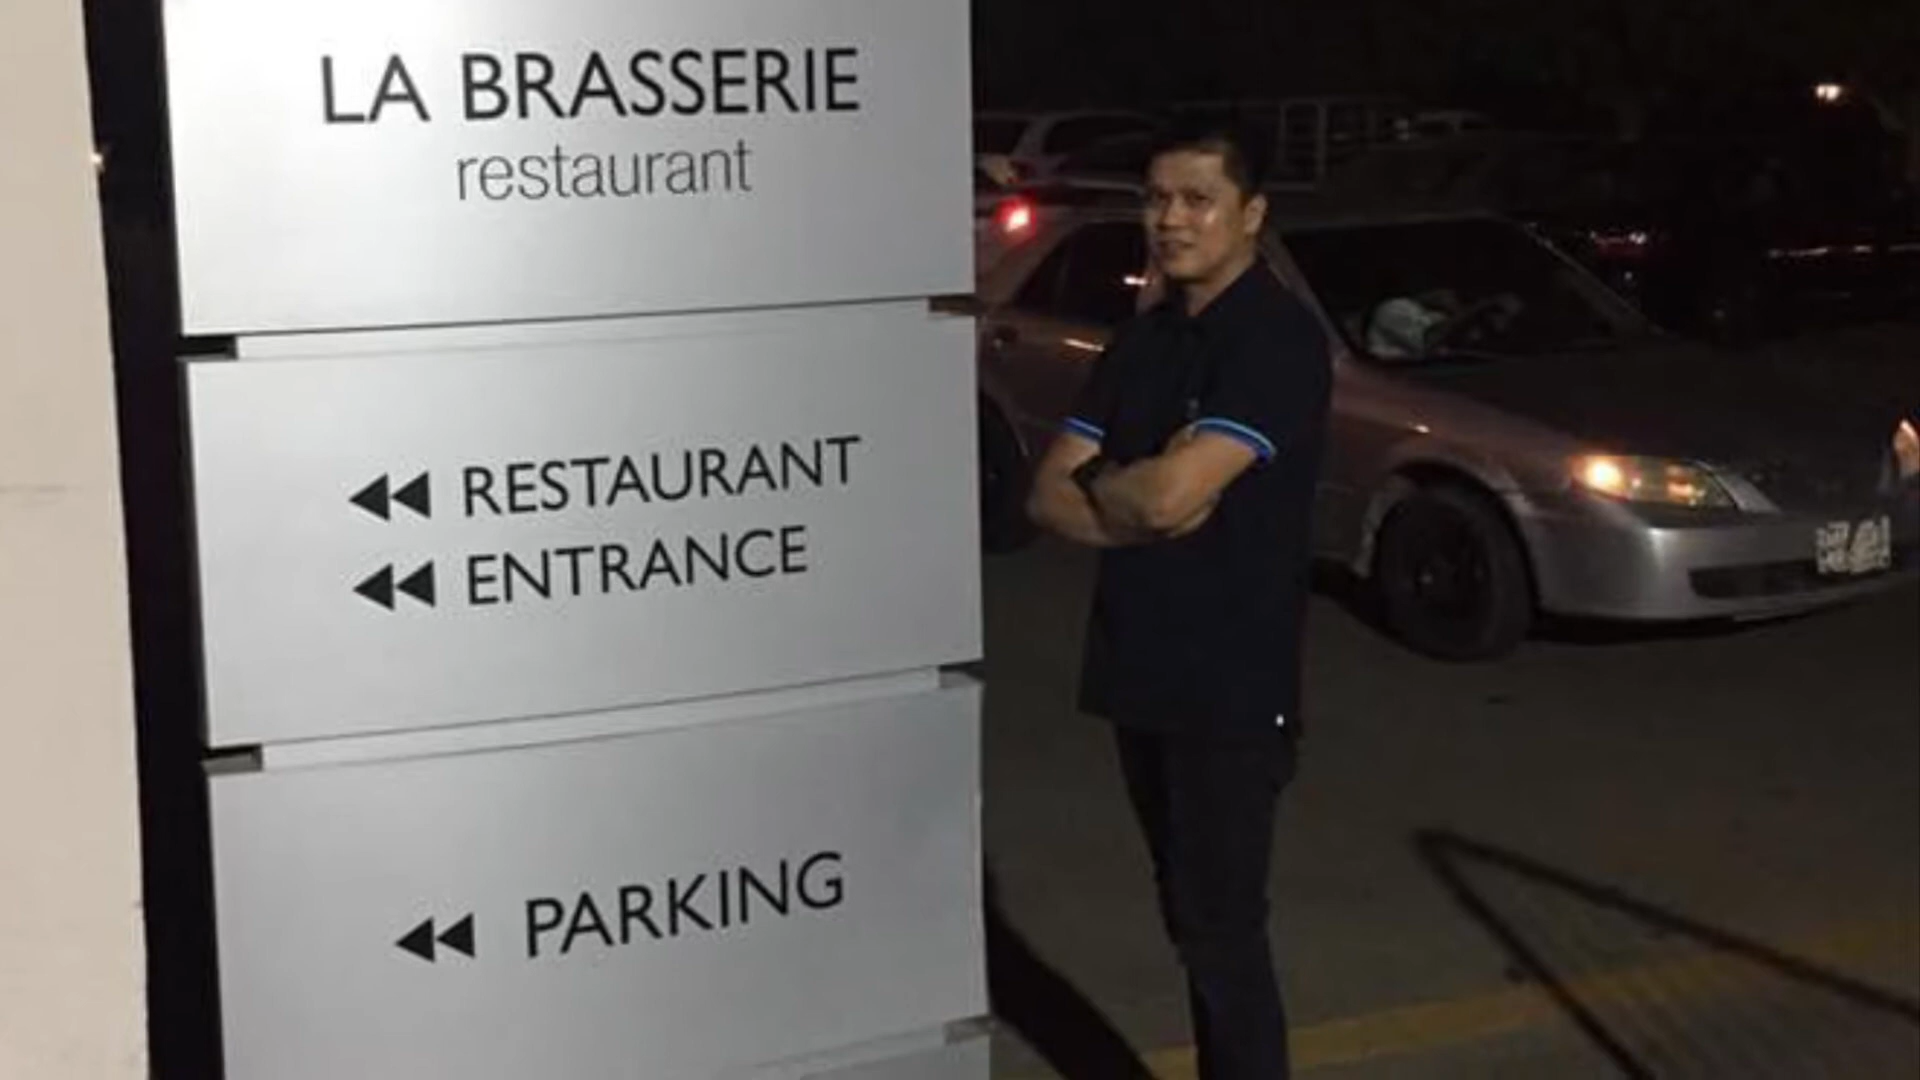 LA BRASSERIE
restaurant
RESTAURANT
ENTRANCE
PARKING